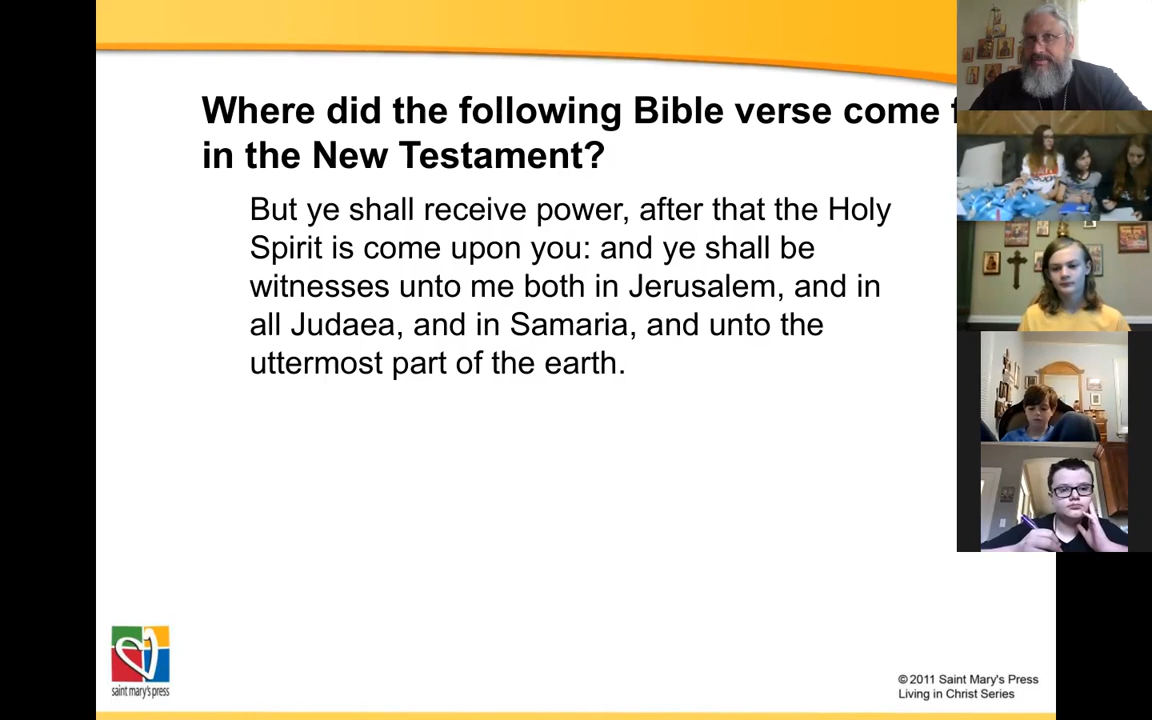 Where did the following Bible verse come
in the New Testament?
But ye shall receive power, after that the Holy
Spirit is come upon you: and ye shall be
witnesses unto me both in Jerusalem, and in
all Judaea, and in Samaria, and unto the
uttermost part of the earth.
saint mary's press
© 2011 Saint Mary's Press
Living in Christ Series